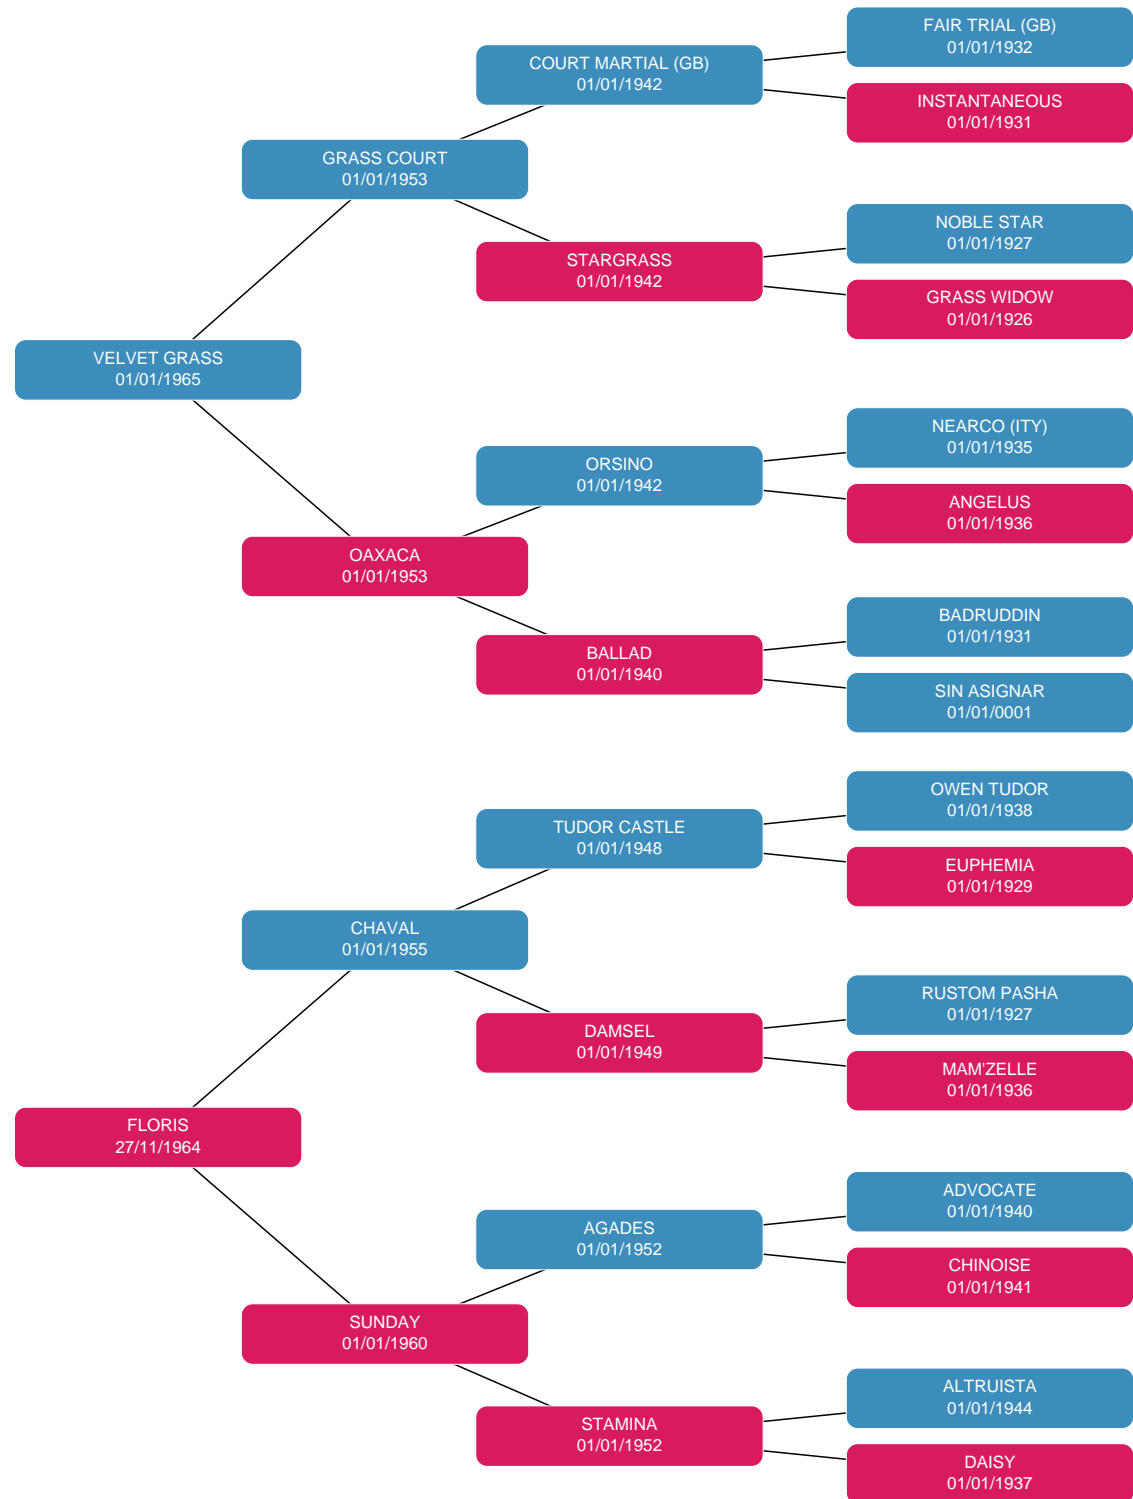 FAIR TRIAL (GB)
01/01/1932
COURT MARTIAL (GB)
01/01/1942
INSTANTANEOUS
01/01/1931
GRASS COURT
01/01/1953
NOBLE STAR
01/01/1927
STARGRASS
01/01/1942
GRASS WIDOW
01/01/1926
VELVET GRASS
01/01/1965
NEARCO (ITY)
01/01/1935
ORSINO
01/01/1942
ANGELUS
01/01/1936
OAXACA
01/01/1953
BADRUDDIN
01/01/1931
BALLAD
01/01/1940
SIN ASIGNAR
01/01/0001
OWEN TUDOR
01/01/1938
TUDOR CASTLE
01/01/1948
EUPHEMIA
01/01/1929
CHAVAL
01/01/1955
RUSTOM PASHA
01/01/1927
DAMSEL
01/01/1949
MAM'ZELLE
01/01/1936
FLORIS
27/11/1964
ADVOCATE
01/01/1940
AGADES
01/01/1952
CHINOISE
01/01/1941
SUNDAY
01/01/1960
ALTRUISTA
01/01/1944
STAMINA
01/01/1952
DAISY
01/01/1937